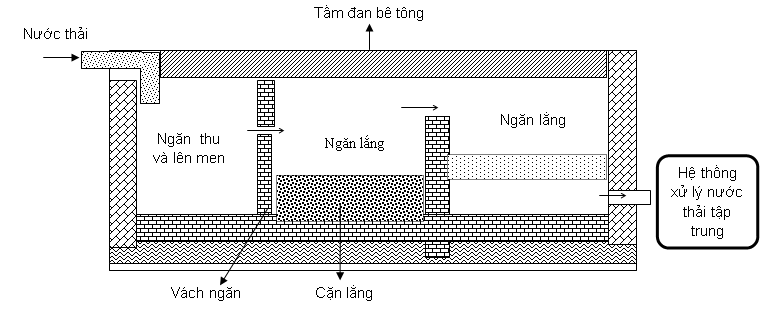 Tấm đan bê tông
Nước thải
Ngăn thu
và lên men
Ngăn lắng
Ngăn lắng
Hệ thống
xử lý nước
thải tập
trung
Vách ngăn
Cặn lắng